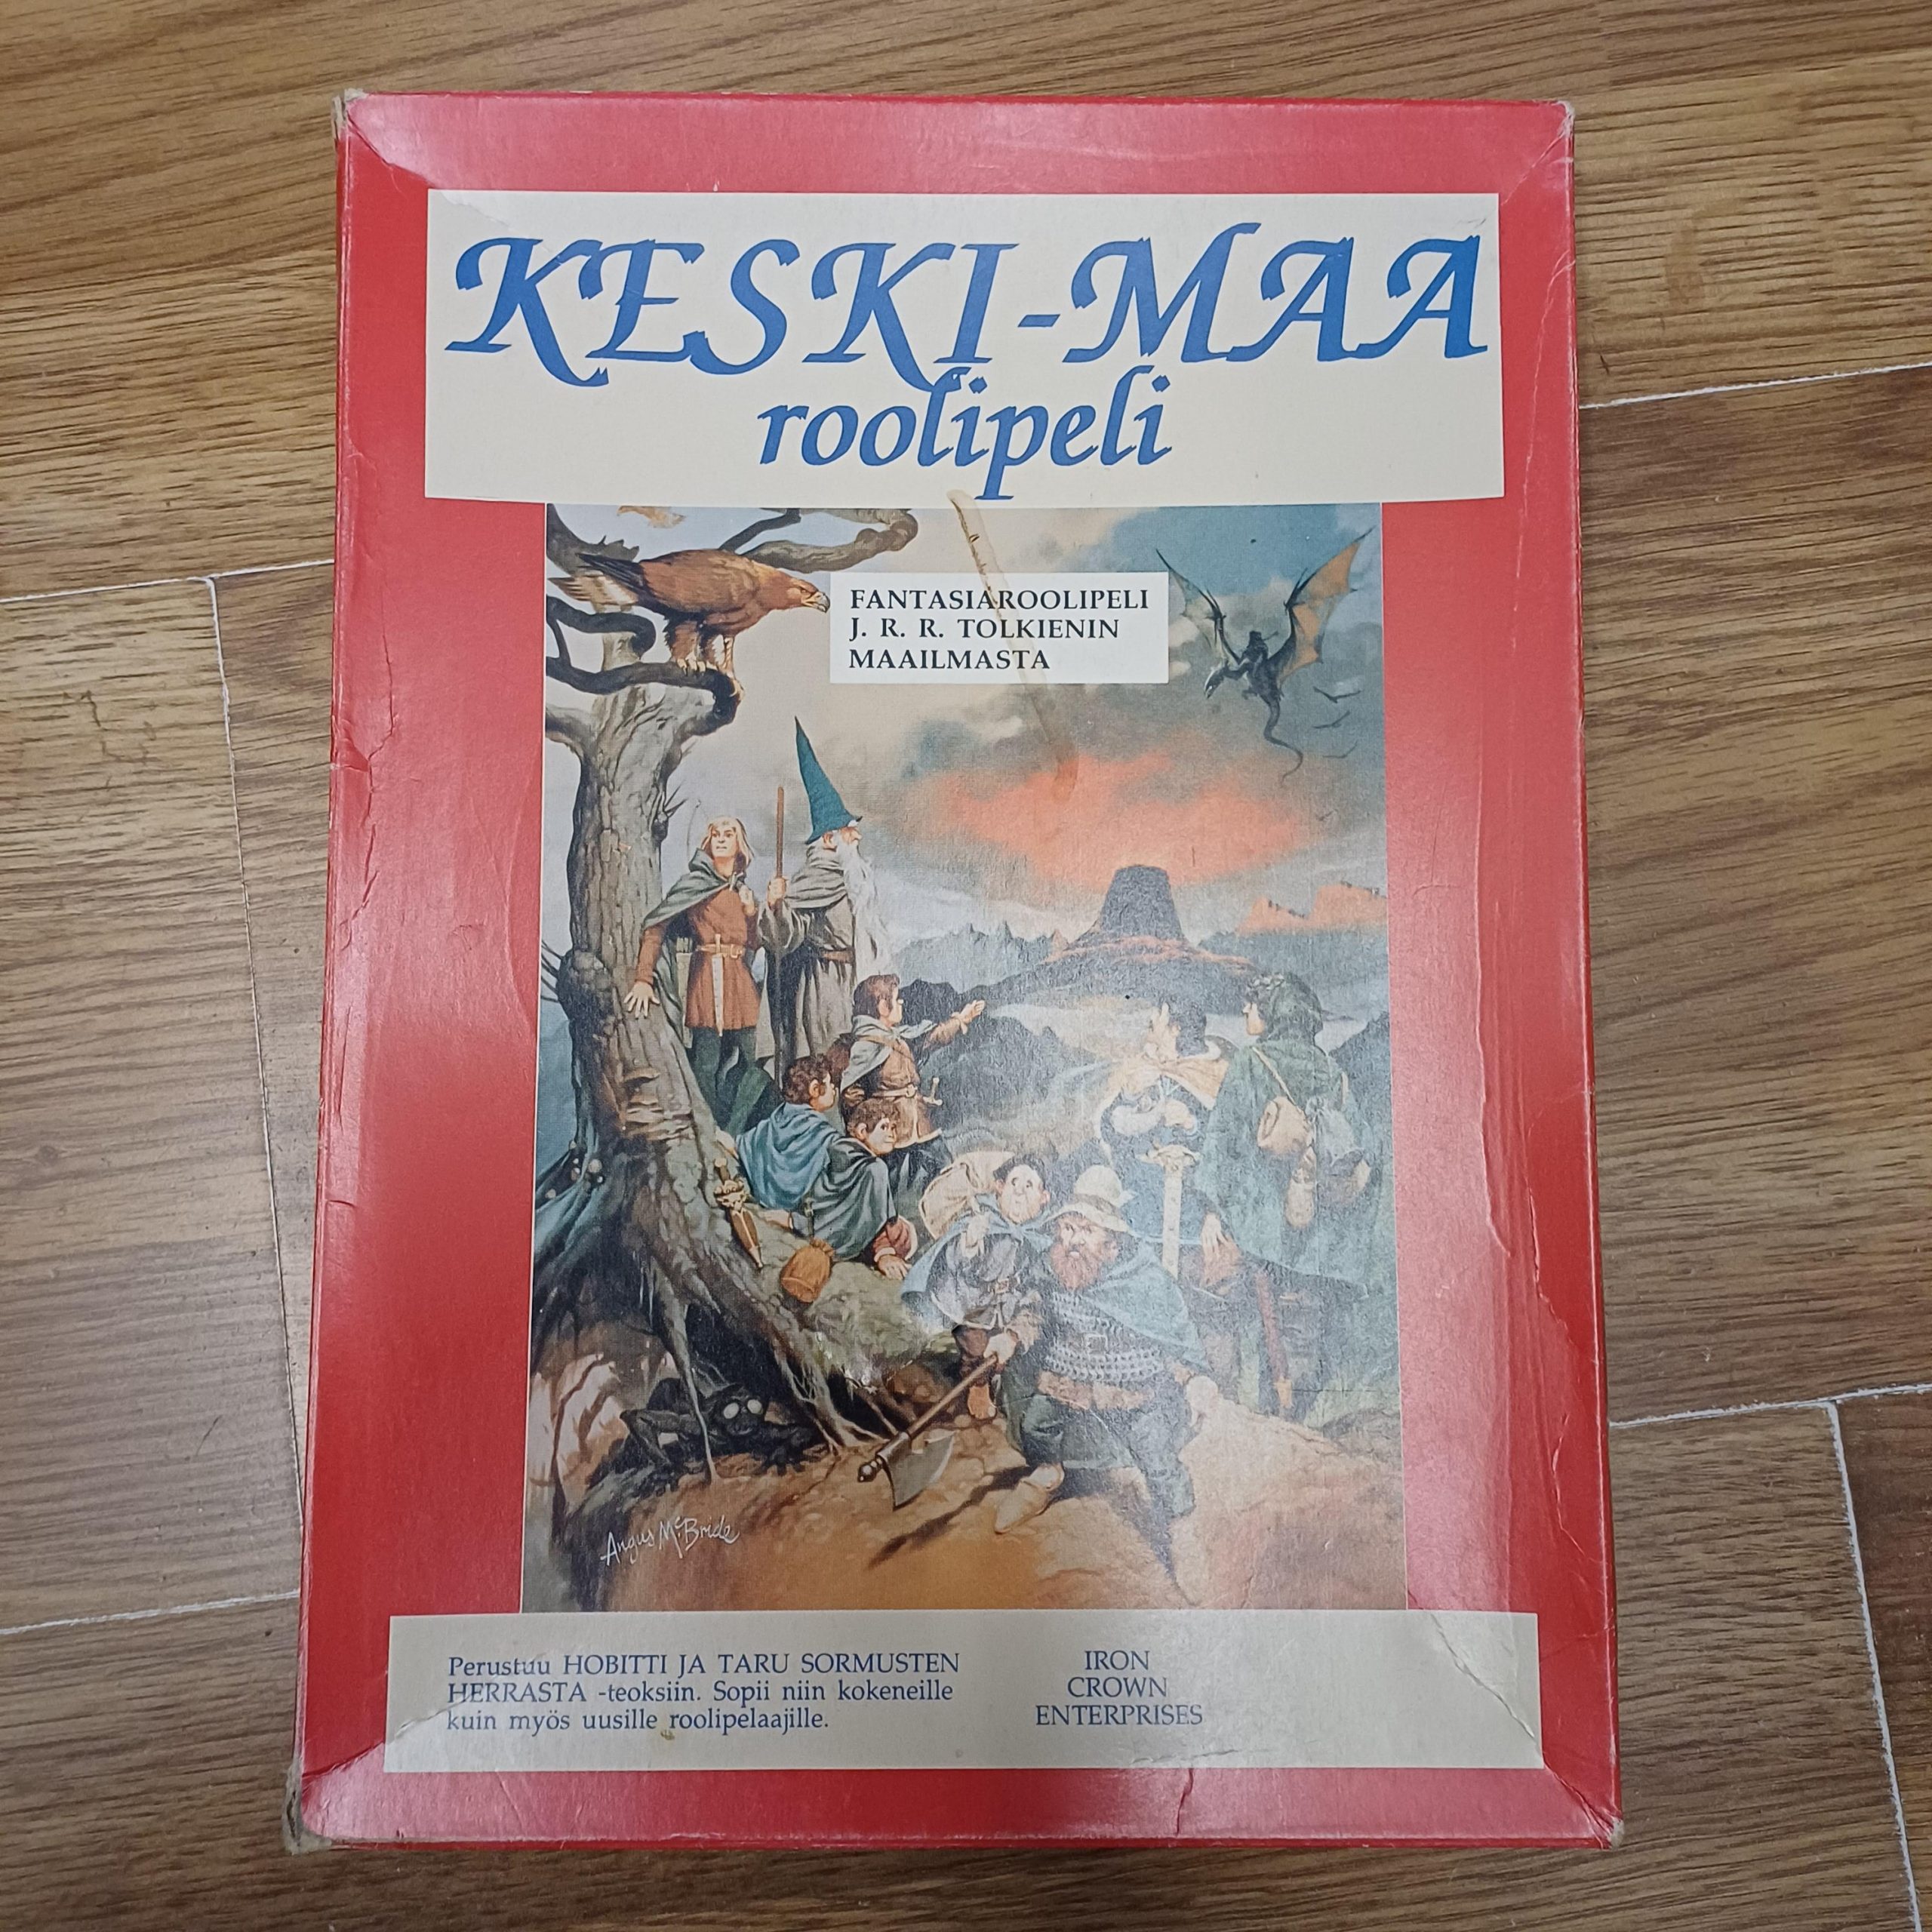 KESKI-MAA
roolipeli
FANTASIAROOLIPELI
J. R. R. TOLKIENIN
MAAILMASTA
Angus McBride
Perustuu HOBITTI JA TARU SORMUSTEN
HERRASTA -teoksiin. Sopii niin kokeneille
kuin myös uusille roolipelaajille.
IRON
CROWN
ENTERPRISES